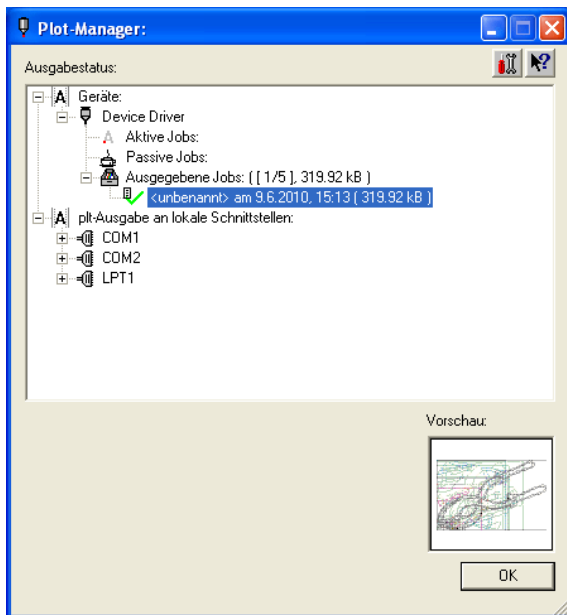 Plot-Manager:
Ausgabestatus:
Geräte:
Device Driver
Aktive Jobs:
Passive Jobs:
Ausgegebene Jobs: ( [ 1/5 ], 319.92 kB )
<unbenannt> am 9.6.2010, 15:13 ( 319.92 kB )
plt-Ausgabe an lokale Schnittstellen:
COM1
COM2
LPT1
Vorschau:
OK